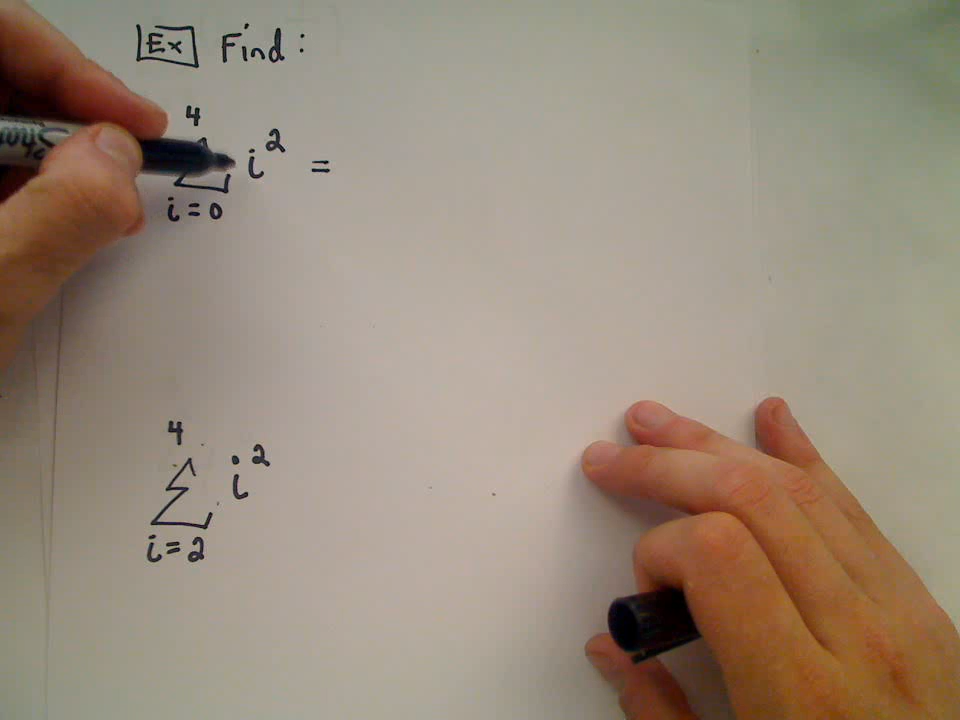 Ex Find:
4
∑ i² =
i = 0
4
∑ i²
i = 2